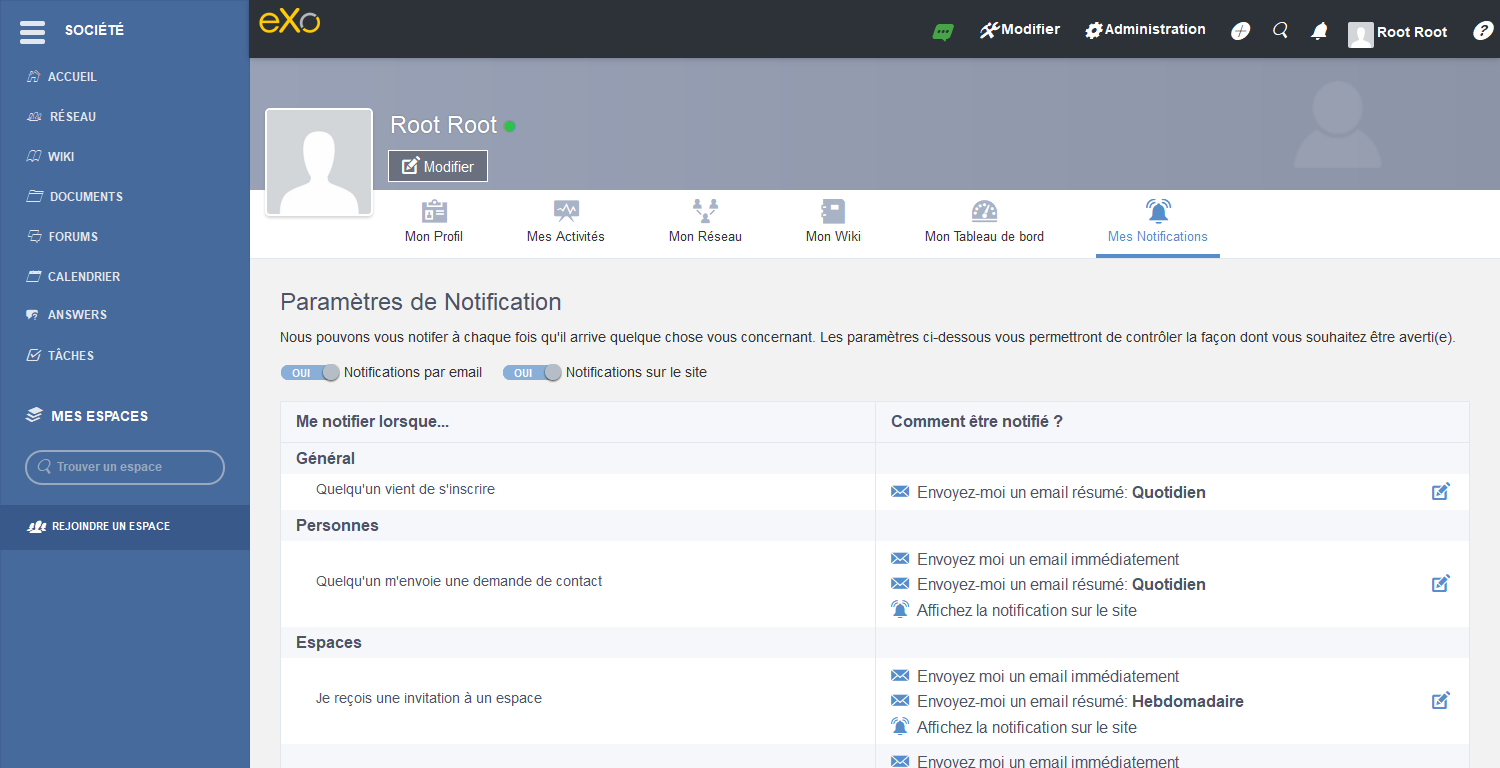 SOCIÉTÉ
ACCUEIL
RÉSEAU
WIKI
DOCUMENTS
FORUMS
CALENDRIER
ANSWERS
TÂCHES
MES ESPACES
Trouver un espace
REJOINDRE UN ESPACE
eXo
Modifier
Administration
Root Root
?
Root Root
Modifier
Mon Profil
Mes Activités
Mon Réseau
Mon Wiki
Mon Tableau de bord
Mes Notifications
Paramètres de Notification
Nous pouvons vous notifer à chaque fois qu'il arrive quelque chose vous concernant. Les paramètres ci-dessous vous permettront de contrôler la façon dont vous souhaitez être averti(e).
OUI Notifications par email OUI Notifications sur le site
Me notifier lorsque... Comment être notifié ?
Général
Quelqu'un vient de s'inscrire
Envoyez-moi un email résumé: Quotidien
Personnes
Quelqu'un m'envoie une demande de contact
Envoyez moi un email immédiatement
Envoyez-moi un email résumé: Quotidien
Affichez la notification sur le site
Espaces
Je reçois une invitation à un espace
Envoyez moi un email immédiatement
Envoyez-moi un email résumé: Hebdomadaire
Affichez la notification sur le site
Envoyez moi un email immédiatement